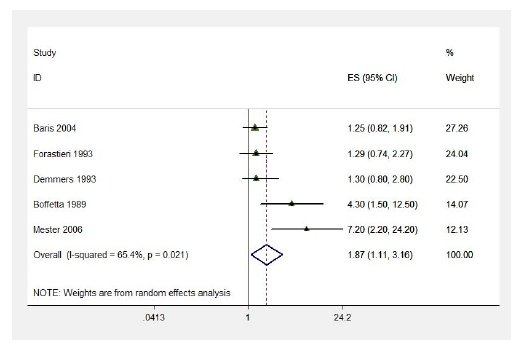 Study %
ID ES (95% CI) Weight
Baris 2004 1.25 (0.82, 1.91) 27.26
Forastieri 1993 1.29 (0.74, 2.27) 24.04
Demmers 1993 1.30 (0.80, 2.80) 22.50
Boffetta 1989 4.30 (1.50, 12.50) 14.07
Mester 2006 7.20 (2.20, 24.20) 12.13
Overall (I-squared = 65.4%, p = 0.021) 1.87 (1.11, 3.16) 100.00
NOTE: Weights are from random effects analysis
.0413 1 24.2